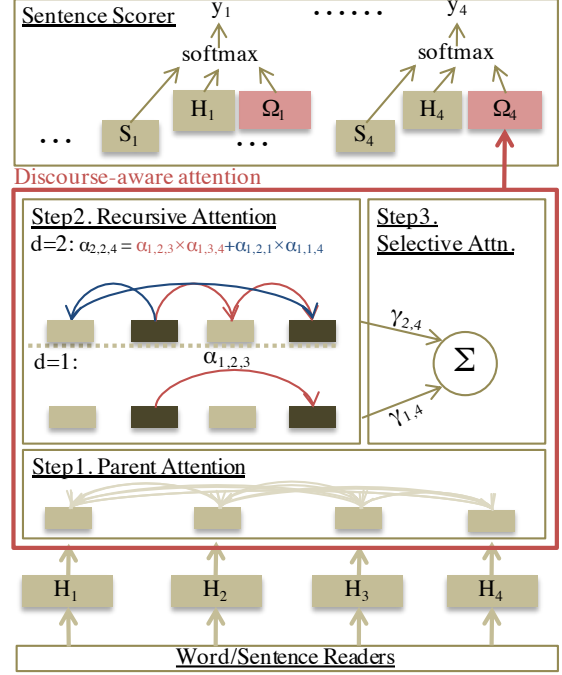 Sentence Scorer
y₁ …… y₄
softmax softmax
H₁ Ω₁ H₄ Ω₄
… S₁ … S₄
Discourse-aware attention
Step2. Recursive Attention
d=2: α₂,₂,₄ = α₁,₂,₃×α₁,₃,₄+α₁,₂,₁×α₁,₁,₄
d=1: α₁,₂,₃
Step3.
Selective Attn.
γ₂,₄
Σ
γ₁,₄
Step1. Parent Attention
H₁ H₂ H₃ H₄
Word/Sentence Readers